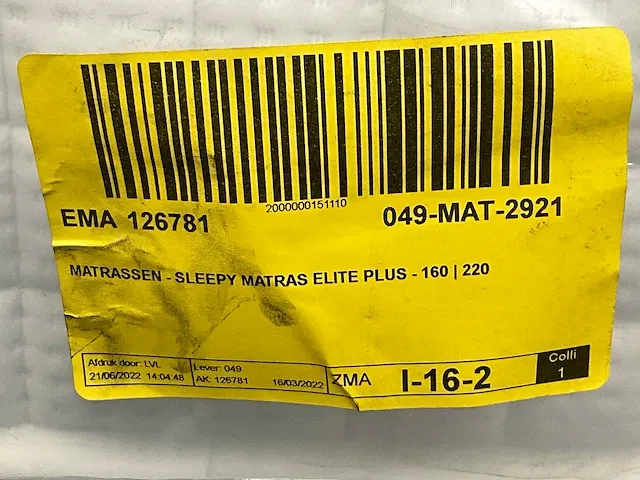 2000000151110
EMA 126781
049-MAT-2921
MATRASSEN - SLEEPY MATRAS ELITE PLUS - 160 | 220
Afdruk door: LVL
21/06/2022 14:04:48
Lever: 049
AK: 126781 16/03/2022
ZMA
I-16-2
Colli
1